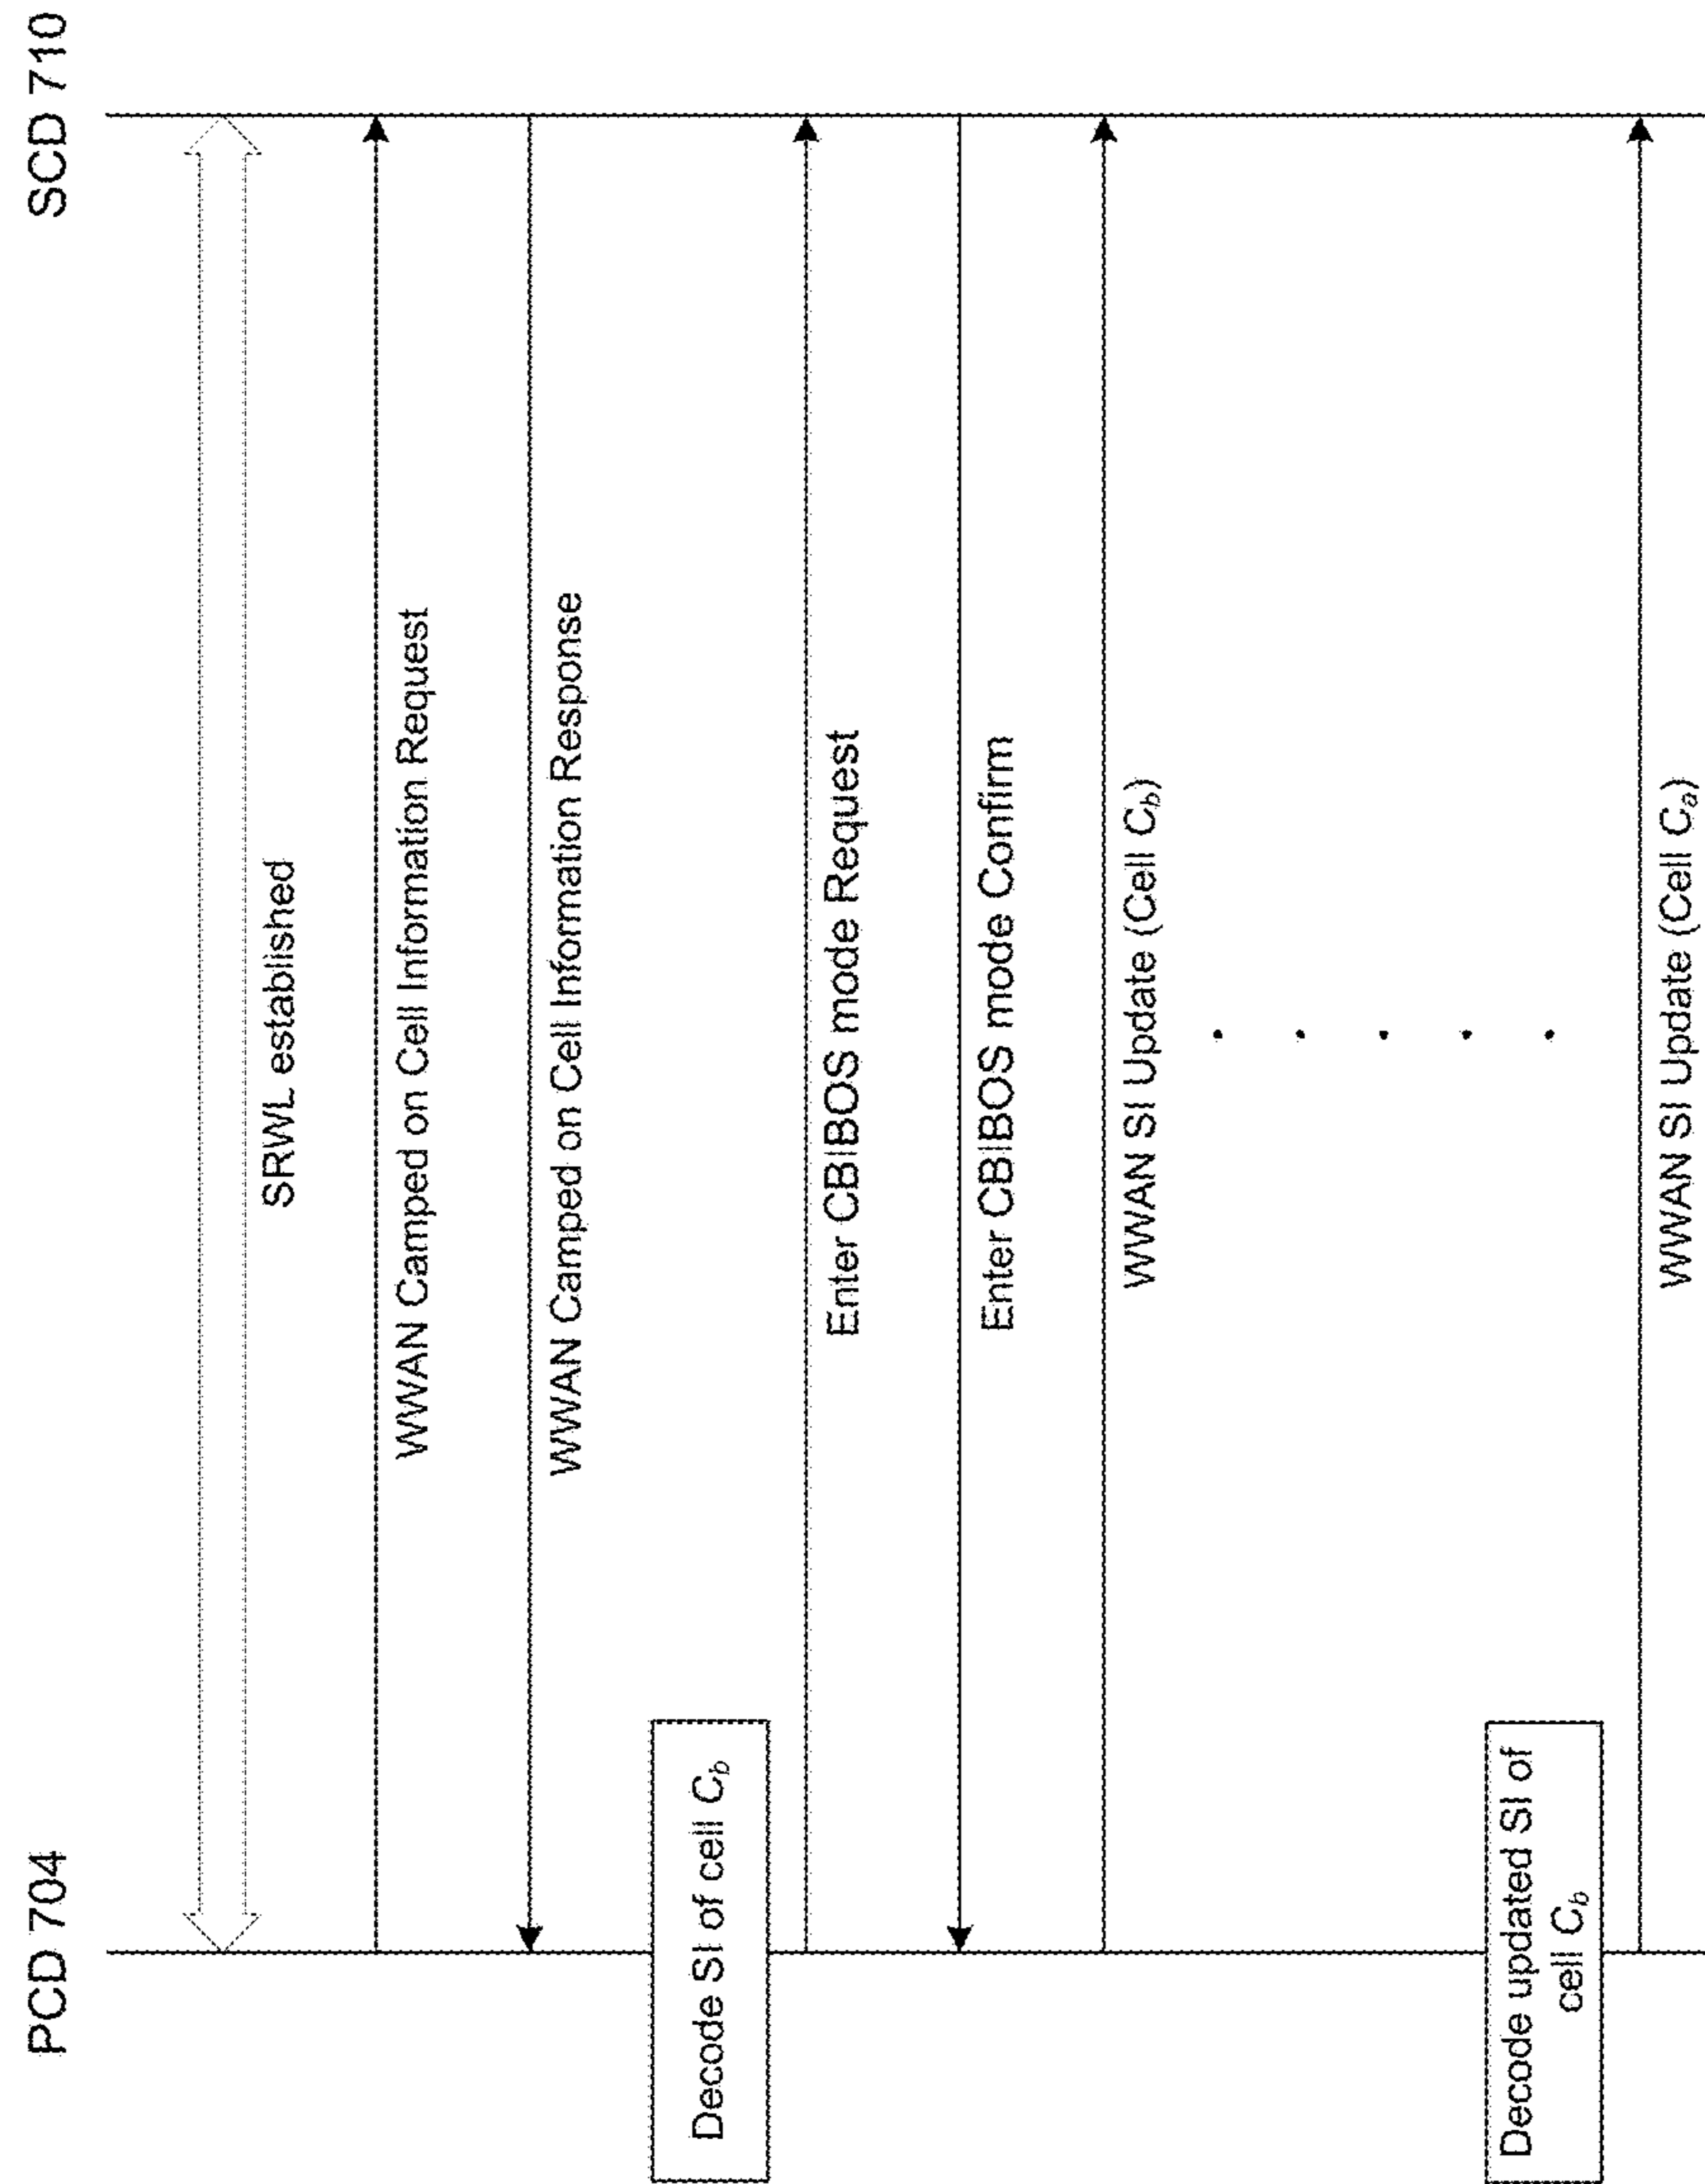 PCD 704
SCD 710
SRWL established
WWAN Camped on Cell Information Request
WWAN Camped on Cell Information Response
Decode SI of cell Cb
Enter CBIBOS mode Request
Enter CBIBOS mode Confirm
WWAN SI Update (Cell Cb)
Decode updated SI of
cell Cb
WWAN SI Update (Cell Ca)